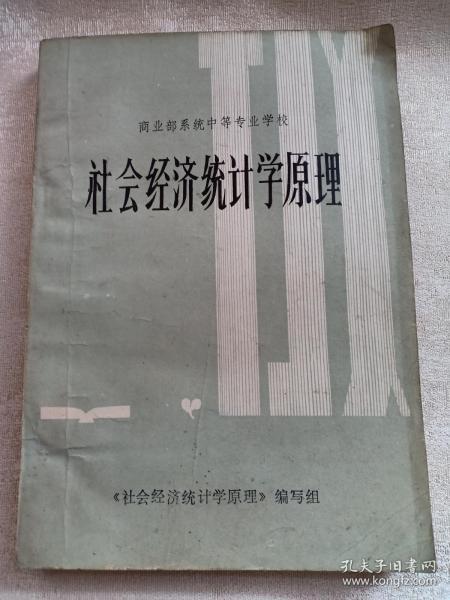 TJX
商业部系统中等专业学校
社会经济统计学原理
《社会经济统计学原理》编写组
孔夫子旧书网
www.kongfz.com